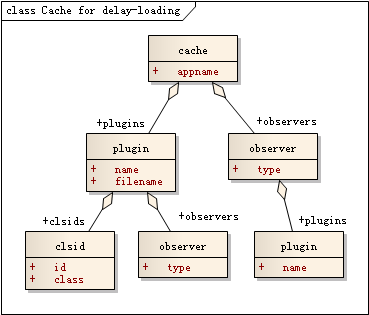 class Cache for delay-loading
cache
+ appname
+plugins
+observers
plugin
+ name
+ filename
observer
+ type
+clsids
+observers
+plugins
clsid
+ id
+ class
observer
+ type
plugin
+ name